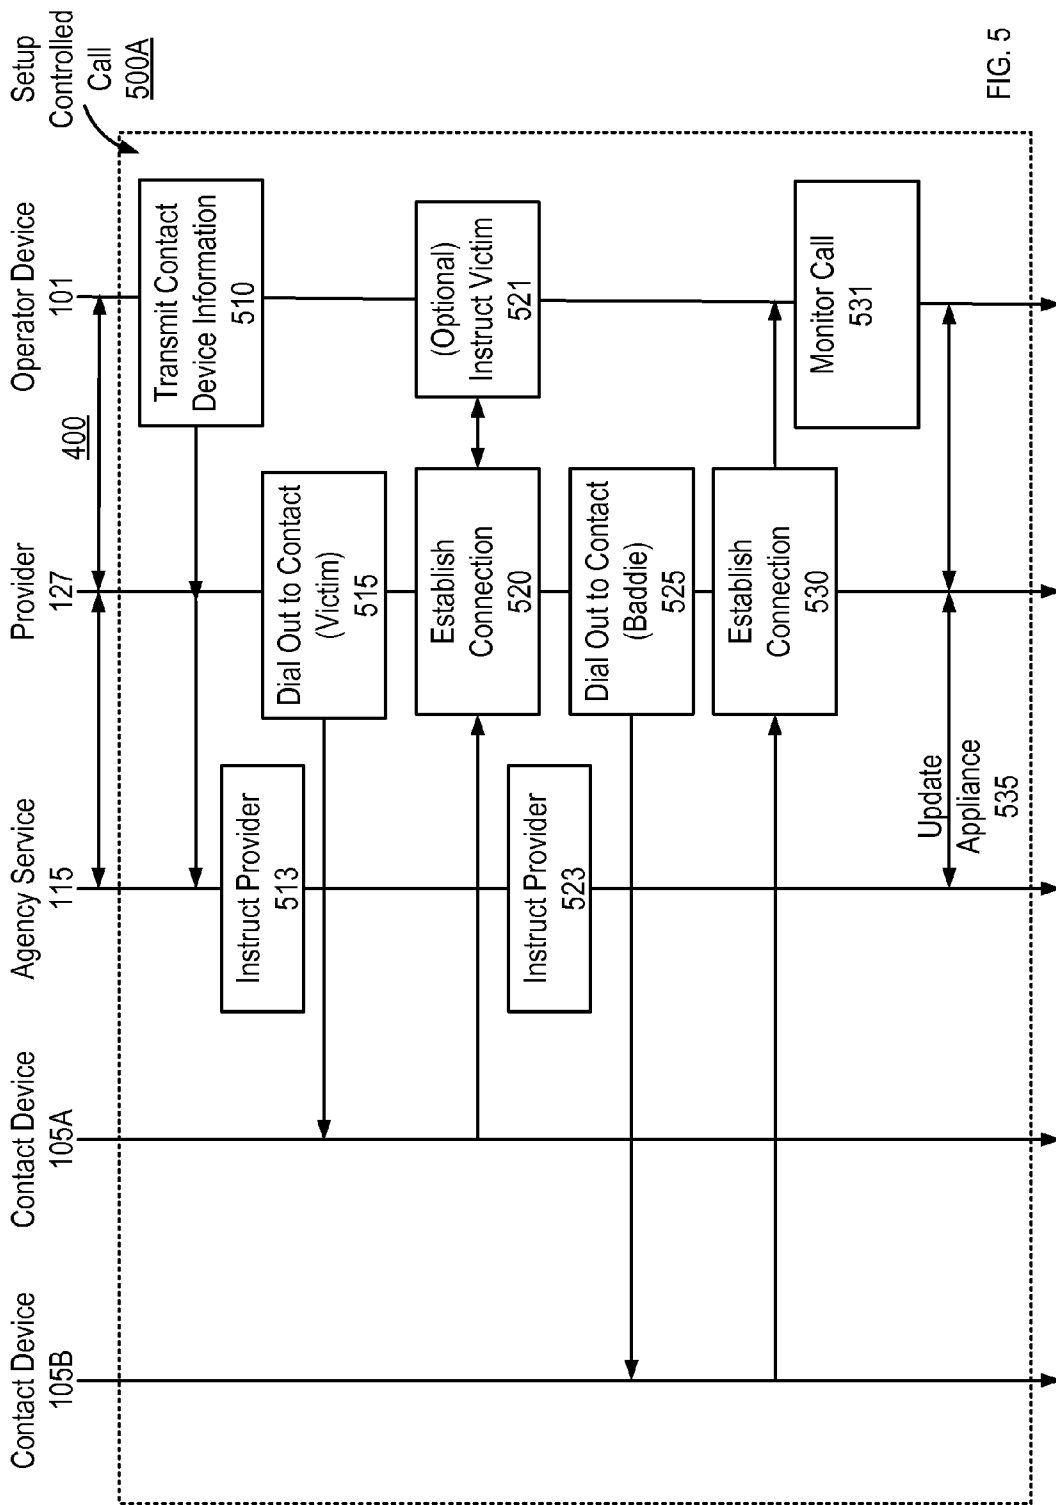 Setup
Controlled
Call
500A
Operator Device
101
Provider
127
Agency Service
115
Contact Device
105A
Contact Device
105B
400
Transmit Contact
Device Information
510
Instruct Provider
513
Dial Out to Contact
(Victim)
515
Establish
Connection
520
(Optional)
Instruct Victim
521
Instruct Provider
523
Dial Out to Contact
(Baddie)
525
Establish
Connection
530
Monitor Call
531
Update
Appliance
535
FIG. 5